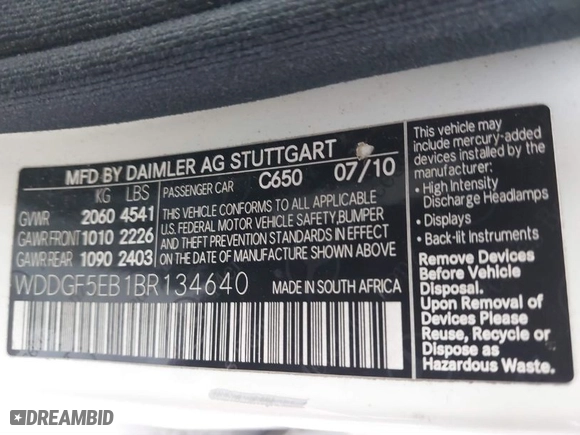 MFD BY DAIMLER AG STUTTGART
KG LBS
GVWR 2060 4541
GAWR FRONT 1010 2226
GAWR REAR 1090 2403
PASSENGER CAR C650 07/10
THIS VEHICLE CONFORMS TO ALL APPLICABLE
U.S. FEDERAL MOTOR VEHICLE SAFETY, BUMPER
AND THEFT PREVENTION STANDARDS IN EFFECT
ON THE DATE OF MANUFACTURE SHOWN ABOVE
WDDGF5EB1BR134640 MADE IN SOUTH AFRICA
This vehicle may
include mercury-added
devices installed by the
manufacturer:
• High Intensity
Discharge Headlamps
• Displays
• Back-lit Instruments
Remove Devices
Before Vehicle
Disposal.
Upon Removal of
Devices Please
Reuse, Recycle or
Dispose as
Hazardous Waste.
DREAMBID